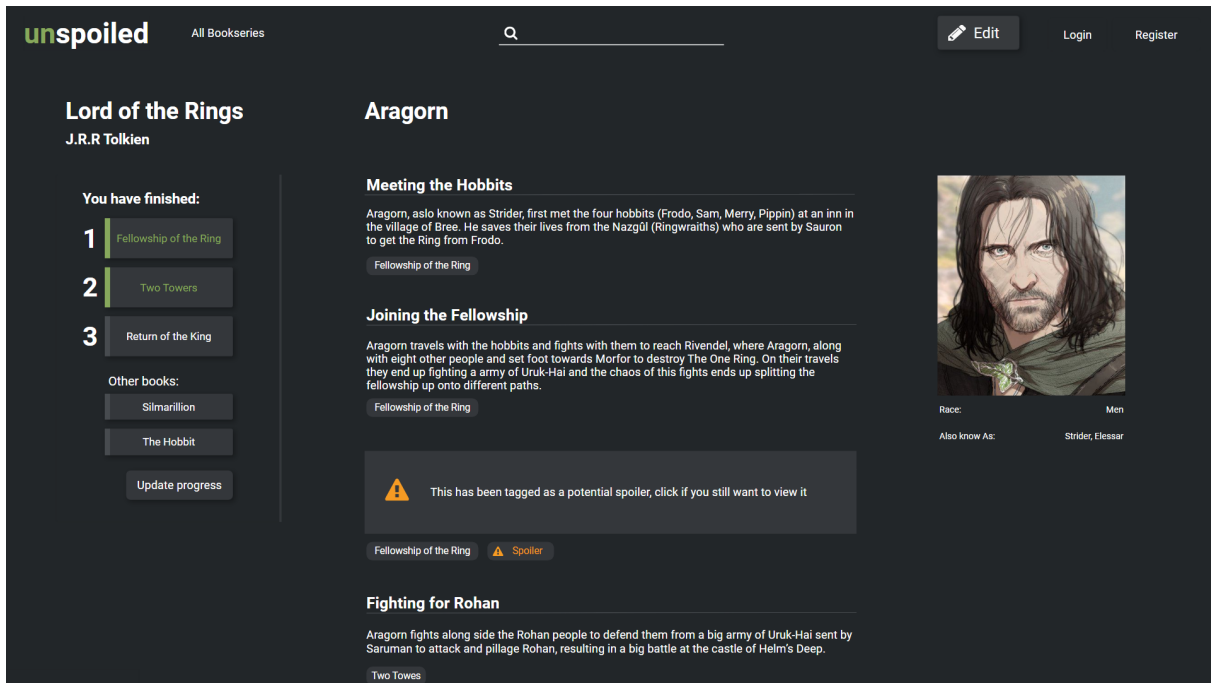 unspoiled
All Bookseries
Edit
Login
Register
Lord of the Rings
J.R.R Tolkien
You have finished:
1 Fellowship of the Ring
2 Two Towers
3 Return of the King
Other books:
Silmarillion
The Hobbit
Update progress
Aragorn
Meeting the Hobbits
Aragorn, aslo known as Strider, first met the four hobbits (Frodo, Sam, Merry, Pippin) at an inn in
the village of Bree. He saves their lives from the Nazgûl (Ringwraiths) who are sent by Sauron
to get the Ring from Frodo.
Fellowship of the Ring
Joining the Fellowship
Aragorn travels with the hobbits and fights with them to reach Rivendel, where Aragorn, along
with eight other people and set foot towards Morfor to destroy The One Ring. On their travels
they end up fighting a army of Uruk-Hai and the chaos of this fights ends up splitting the
fellowship up onto different paths.
Fellowship of the Ring
This has been tagged as a potential spoiler, click if you still want to view it
Fellowship of the Ring
Spoiler
Fighting for Rohan
Aragorn fights along side the Rohan people to defend them from a big army of Uruk-Hai sent by
Saruman to attack and pillage Rohan, resulting in a big battle at the castle of Helm's Deep.
Two Towes
Race: Men
Also know As: Strider, Elessar